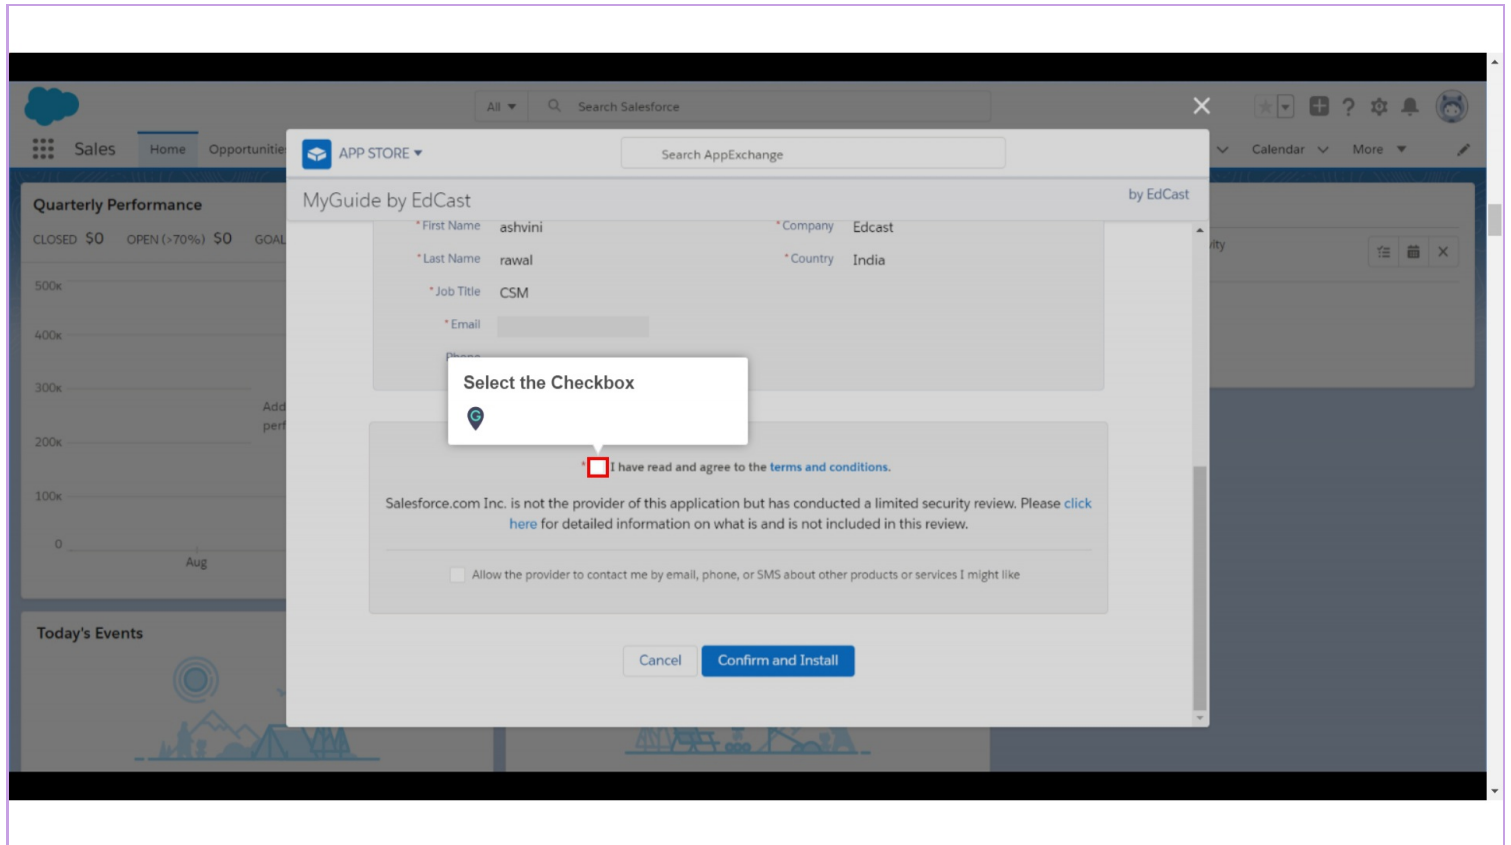 All
Search Salesforce
Sales
Home
Opportunitie
Calendar
More
APP STORE
Search AppExchange
MyGuide by EdCast
by EdCast
Quarterly Performance
CLOSED $0 OPEN (>70%) $0 GOAL
500K
400K
300K
200K
100K
0
Aug
Add
perf
vity
* First Name ashvini
* Company Edcast
* Last Name rawal
* Country India
* Job Title CSM
* Email
Phone
Select the Checkbox
* I have read and agree to the terms and conditions.
Salesforce.com Inc. is not the provider of this application but has conducted a limited security review. Please click
here for detailed information on what is and is not included in this review.
Allow the provider to contact me by email, phone, or SMS about other products or services I might like
Cancel
Confirm and Install
Today's Events